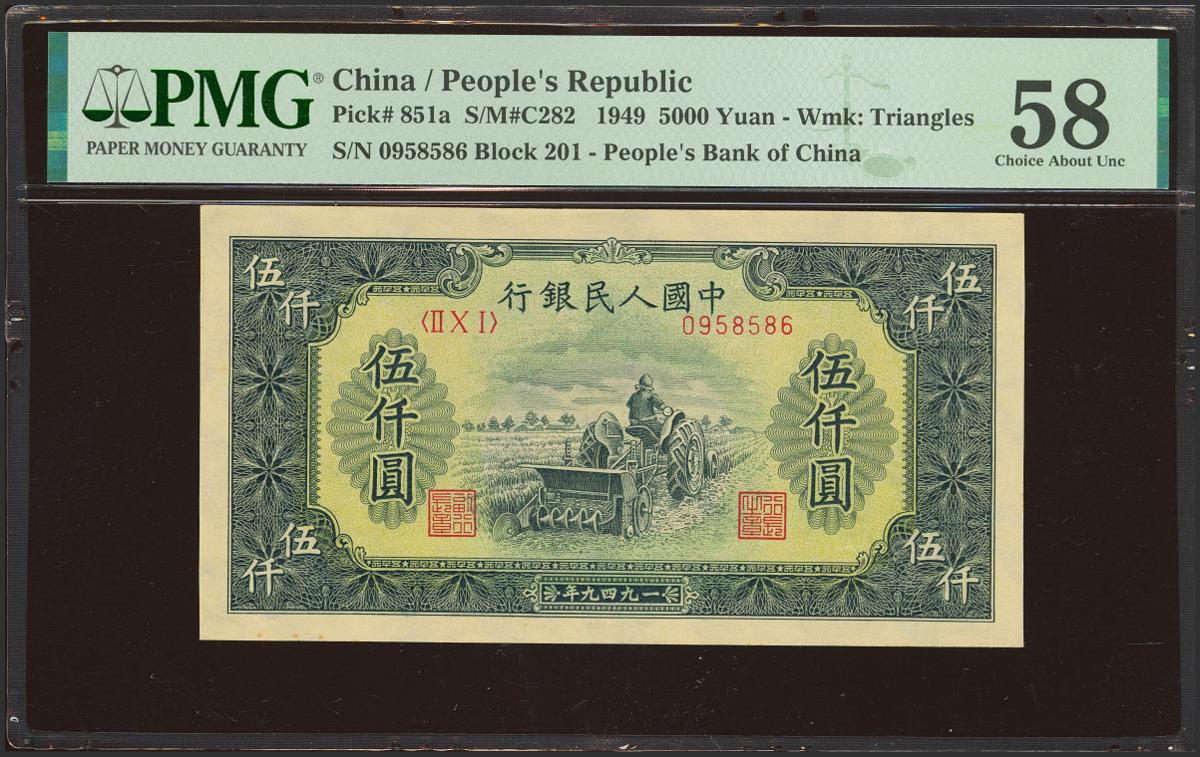 PMG®
PAPER MONEY GUARANTY
China / People's Republic
Pick# 851a S/M#C282 1949 5000 Yuan - Wmk: Triangles
S/N 0958586 Block 201 - People's Bank of China
58
Choice About Unc
伍仟
伍仟
行銀民人國中
〈ⅡXI〉
0958586
伍仟圓
伍仟圓
伍仟
伍仟
年九四九一